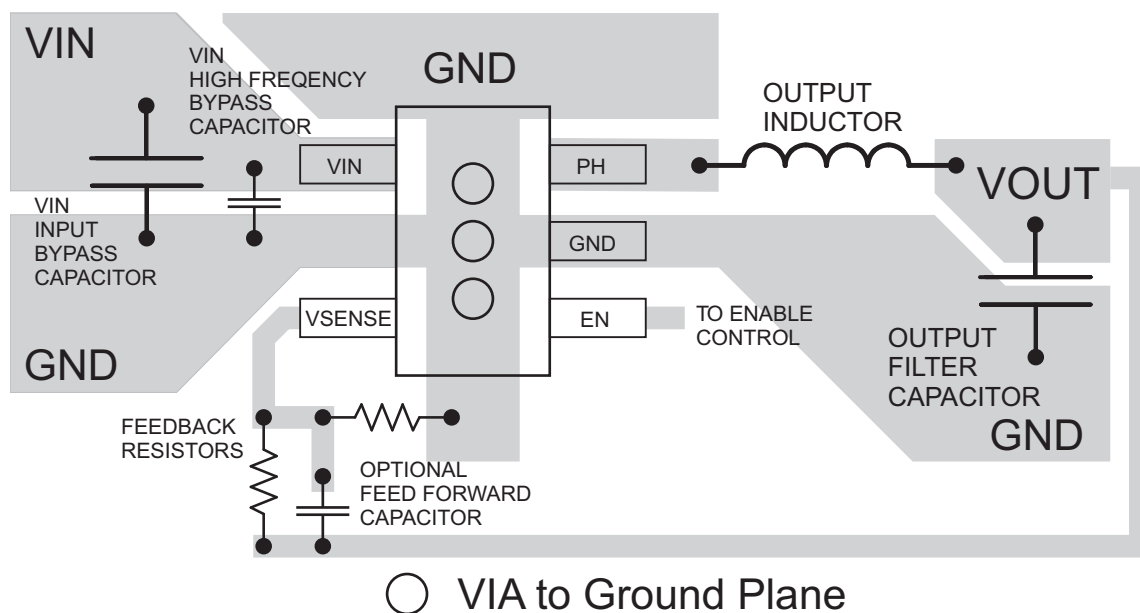 VIN
VIN
HIGH FREQENCY
BYPASS
CAPACITOR
GND
OUTPUT
INDUCTOR
VIN
PH
VOUT
VIN
INPUT
BYPASS
CAPACITOR
GND
VSENSE
EN
TO ENABLE
CONTROL
GND
OUTPUT
FILTER
CAPACITOR
GND
FEEDBACK
RESISTORS
OPTIONAL
FEED FORWARD
CAPACITOR
VIA to Ground Plane